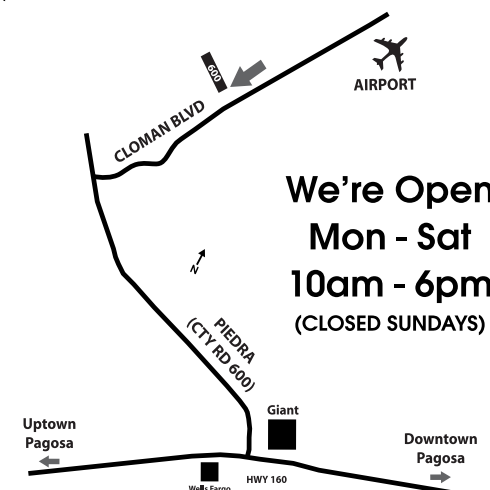 600
AIRPORT
CLOMAN BLVD
We're Open
Mon - Sat
10am - 6pm
(CLOSED SUNDAYS)
N
PIEDRA
(CTY RD 600)
Giant
Uptown
Pagosa
Downtown
Pagosa
HWY 160
Wells Fargo